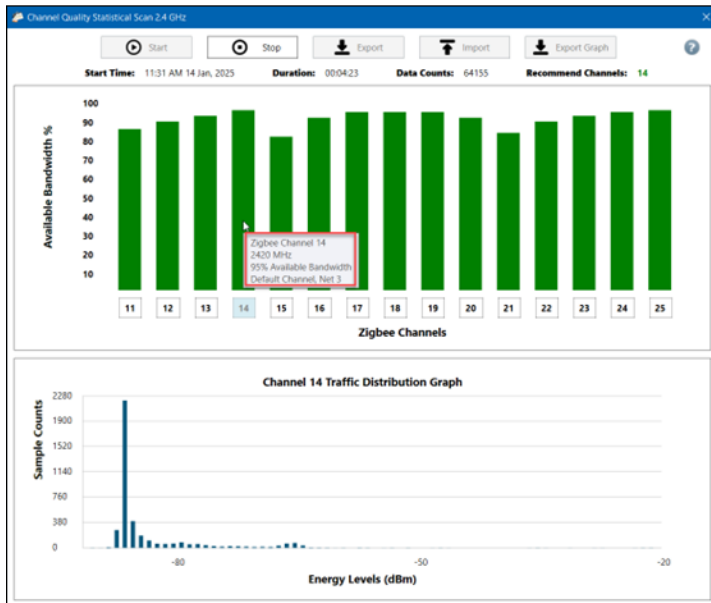 Channel Quality Statistical Scan 2.4 GHz
Start Stop Export Import Export Graph ?
Start Time: 11:31 AM 14 Jan, 2025 Duration: 00:04:23 Data Counts: 64155 Recommend Channels: 14
Available Bandwidth %
100
90
80
70
60
50
40
30
20
10
Zigbee Channel 14
2420 MHz
95% Available Bandwidth
Default Channel, Net 3
11 12 13 14 15 16 17 18 19 20 21 22 23 24 25
Zigbee Channels
Channel 14 Traffic Distribution Graph
Sample Counts
2280
1900
1520
1140
760
380
0
-80 -50 -20
Energy Levels (dBm)